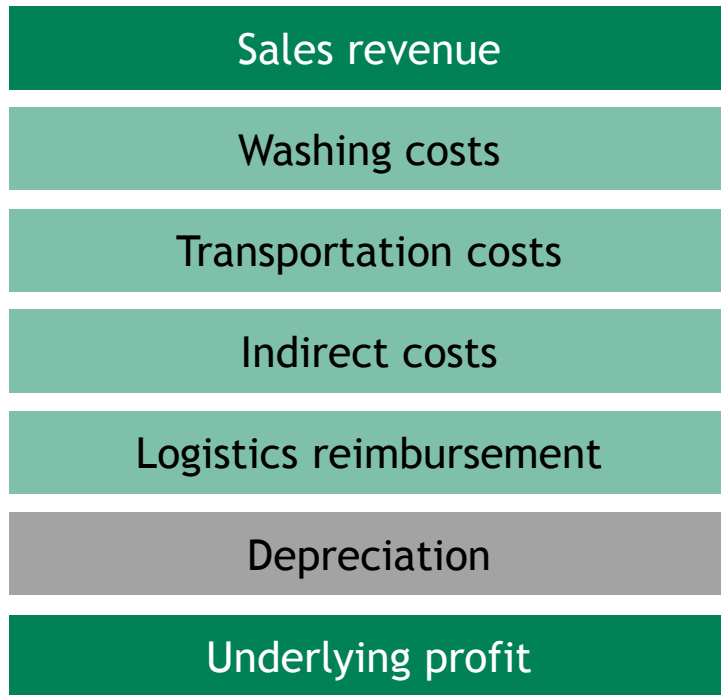 Sales revenue
Washing costs
Transportation costs
Indirect costs
Logistics reimbursement
Depreciation
Underlying profit